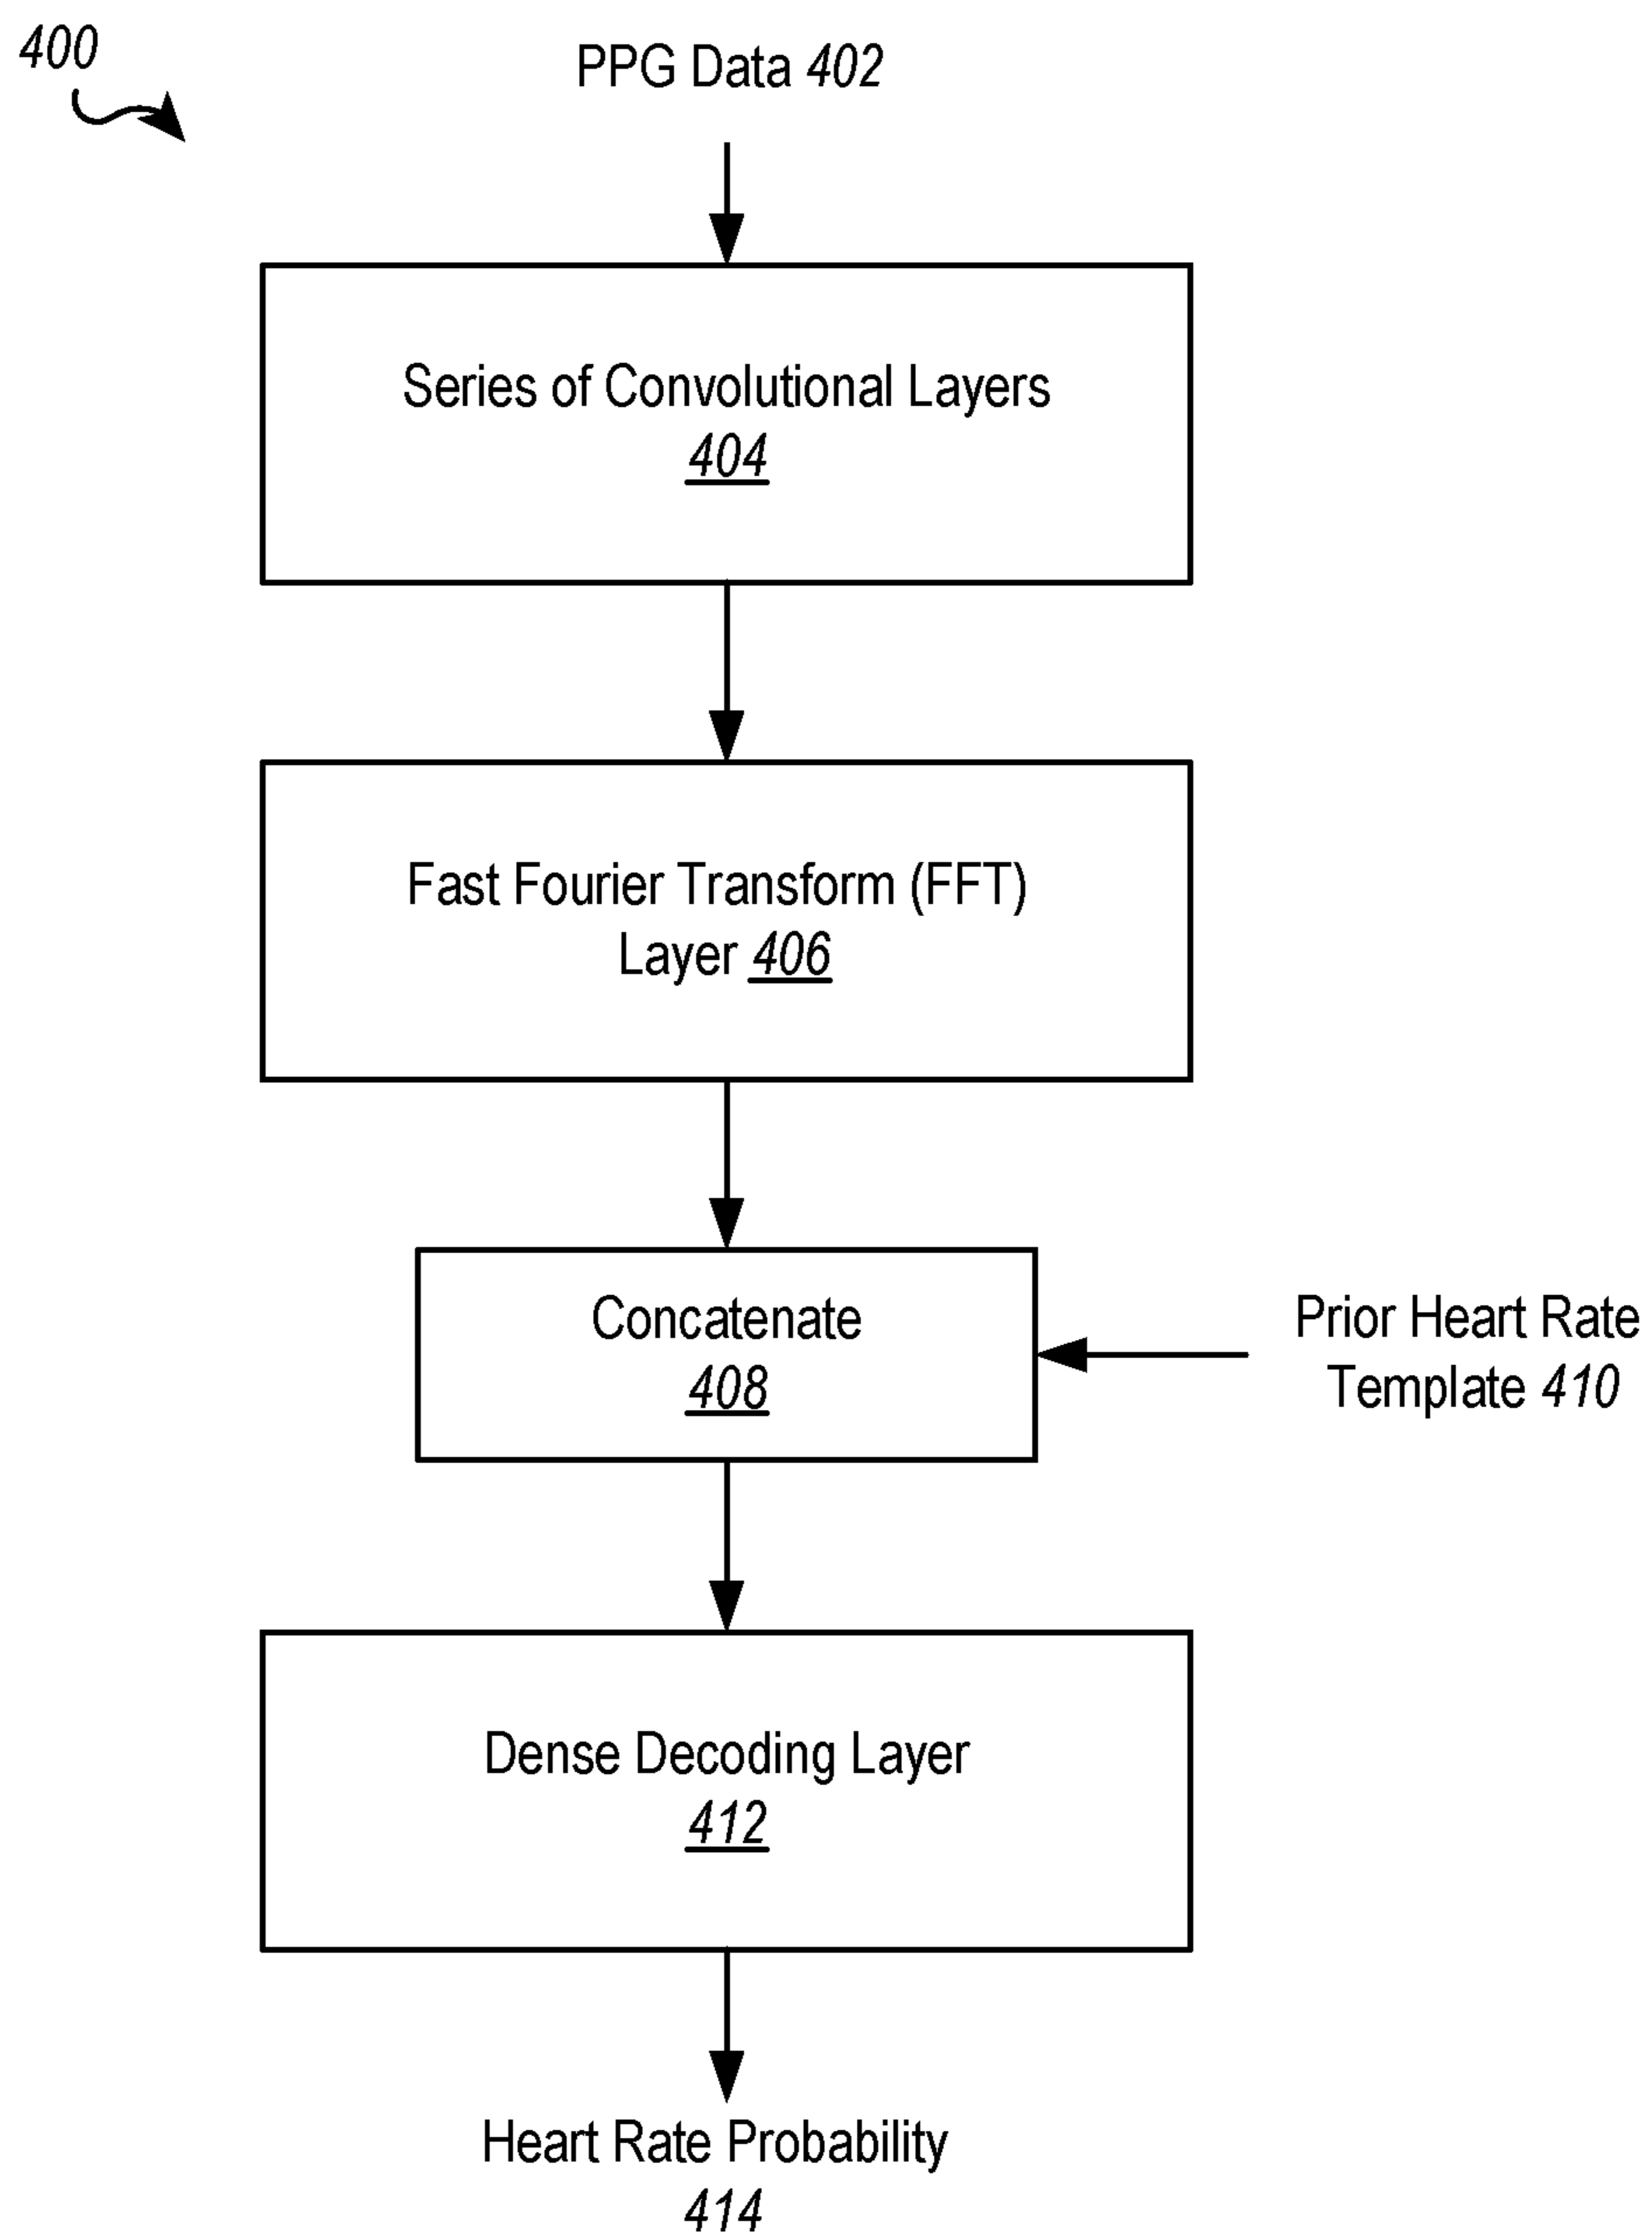 400
PPG Data 402
Series of Convolutional Layers
404
Fast Fourier Transform (FFT)
Layer 406
Concatenate
408
Prior Heart Rate
Template 410
Dense Decoding Layer
412
Heart Rate Probability
414